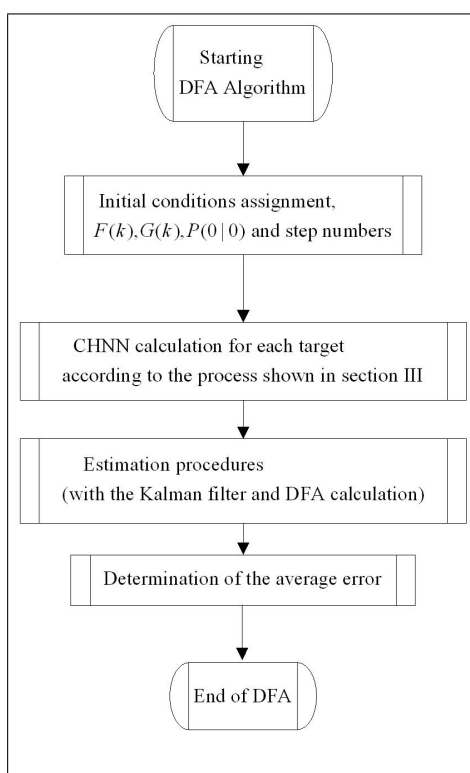 Starting
DFA Algorithm
Initial conditions assignment,
F(k),G(k),P(0|0) and step numbers
CHNN calculation for each target
according to the process shown in section III
Estimation procedures
(with the Kalman filter and DFA calculation)
Determination of the average error
End of DFA